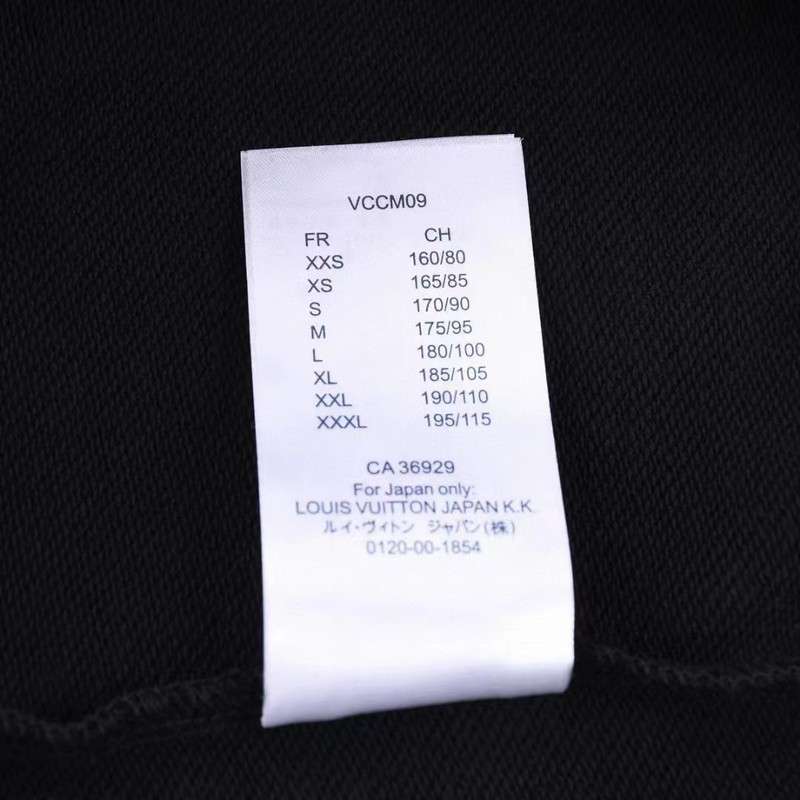 VCCM09
FR CH
XXS 160/80
XS 165/85
S 170/90
M 175/95
L 180/100
XL 185/105
XXL 190/110
XXXL 195/115
CA 36929
For Japan only:
LOUIS VUITTON JAPAN K.K.
ルイ・ヴィトン ジャパン(株)
0120-00-1854